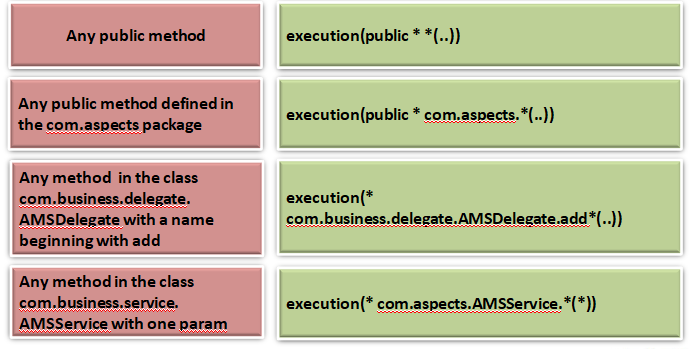 Any public method
execution(public * *(..))
Any public method defined in
the com.aspects package
execution(public * com.aspects.*(..))
Any method in the class
com.business.delegate.
AMSDelegate with a name
beginning with add
execution(*
com.business.delegate.AMSDelegate.add*(..))
Any method in the class
com.business.service.
AMSService with one param
execution(* com.aspects.AMSService.*(*))